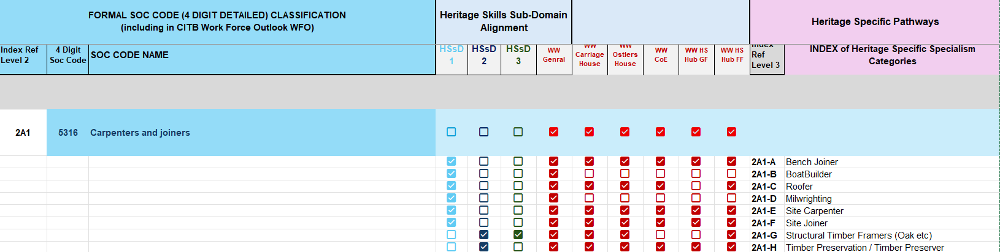 FORMAL SOC CODE (4 DIGIT DETAILED) CLASSIFICATION
(including in CITB Work Force Outlook WFO)
Heritage Skills Sub-Domain
Alignment
Heritage Specific Pathways
Index Ref
Level 2
4 Digit
Soc Code
SOC CODE NAME
HSsD
1
HSsD
2
HSsD
3
WW
Genral
WW
Carriage
House
WW
Ostlers
House
WW
CoE
WW HS
Hub GF
WW HS
Hub FF
Index
Ref
Level 3
INDEX of Heritage Specific Specialism
Categories
2A1 5316 Carpenters and joiners
2A1-A Bench Joiner
2A1-B BoatBuilder
2A1-C Roofer
2A1-D Milwrighting
2A1-E Site Carpenter
2A1-F Site Joiner
2A1-G Structural Timber Framers (Oak etc)
2A1-H Timber Preservation / Timber Preserver